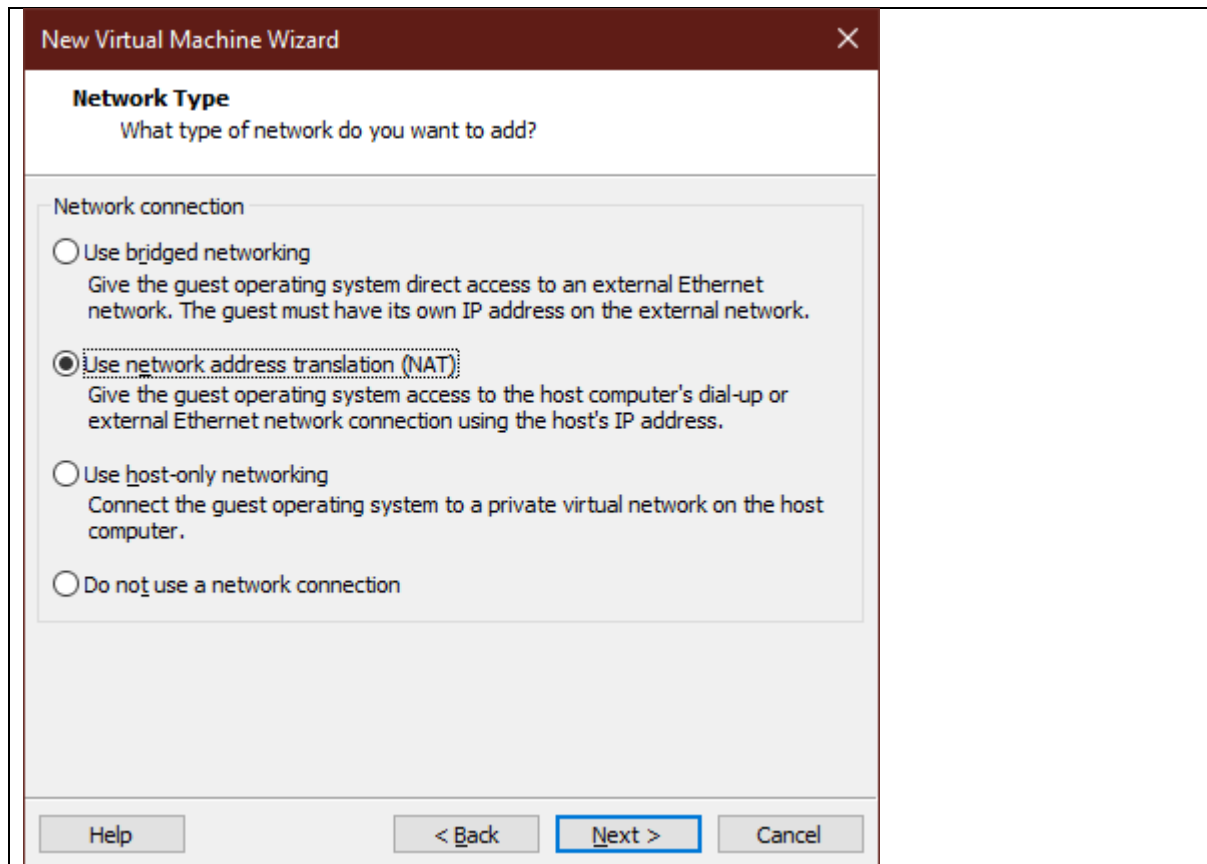 New Virtual Machine Wizard
Network Type
What type of network do you want to add?
Network connection
Use bridged networking
Give the guest operating system direct access to an external Ethernet
network. The guest must have its own IP address on the external network.
Use network address translation (NAT)
Give the guest operating system access to the host computer's dial-up or
external Ethernet network connection using the host's IP address.
Use host-only networking
Connect the guest operating system to a private virtual network on the host
computer.
Do not use a network connection
Help < Back Next > Cancel